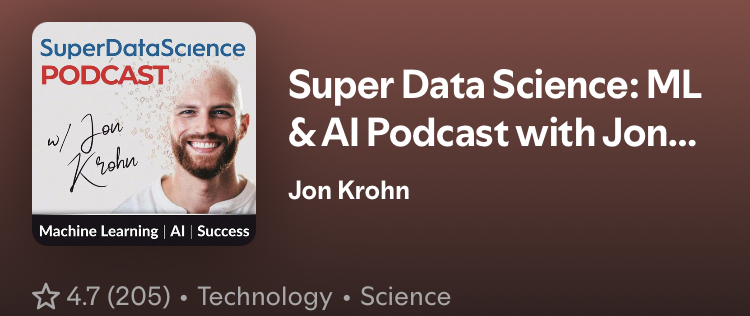 SuperDataScience
PODCAST
w/ Jon
Krohn
Machine Learning | AI | Success
Super Data Science: ML
& AI Podcast with Jon...
Jon Krohn
4.7 (205) • Technology • Science